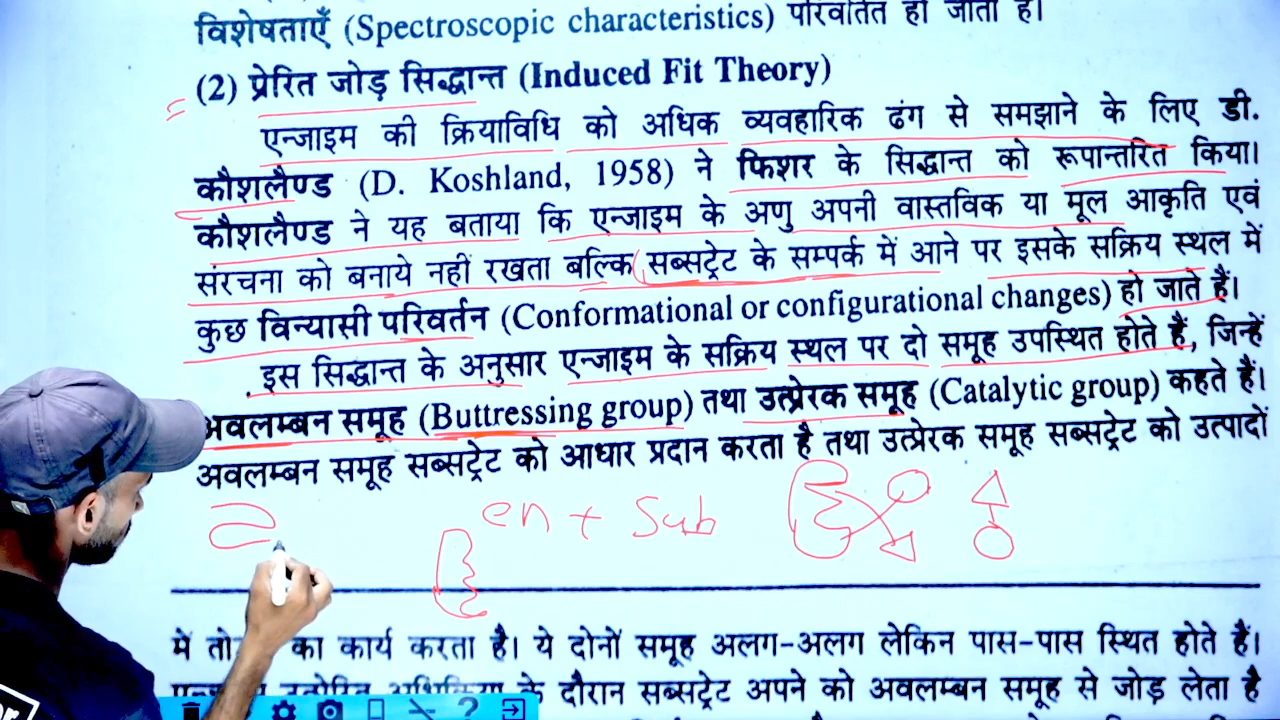 विशेषताएँ (Spectroscopic characteristics) परिवर्तित हो जाता है।
(2) प्रेरित जोड़ सिद्धान्त (Induced Fit Theory)
एन्जाइम की क्रियाविधि को अधिक व्यवहारिक ढंग से समझाने के लिए डी.
कौशलैण्ड (D. Koshland, 1958) ने फिशर के सिद्धान्त को रूपान्तरित किया।
कौशलैण्ड ने यह बताया कि एन्जाइम के अणु अपनी वास्तविक या मूल आकृति एवं
संरचना को बनाये नहीं रखता बल्कि सब्सट्रेट के सम्पर्क में आने पर इसके सक्रिय स्थल में
कुछ विन्यासी परिवर्तन (Conformational or configurational changes) हो जाते हैं।
इस सिद्धान्त के अनुसार एन्जाइम के सक्रिय स्थल पर दो समूह उपस्थित होते हैं, जिन्हें
अवलम्बन समूह (Buttressing group) तथा उत्प्रेरक समूह (Catalytic group) कहते हैं।
अवलम्बन समूह सब्सट्रेट को आधार प्रदान करता है तथा उत्प्रेरक समूह सब्सट्रेट को उत्पादों
en + Sub
में का कार्य करता है। ये दोनों समूह अलग-अलग लेकिन पास-पास स्थित होते हैं।
के दौरान सब्सट्रेट अपने को अवलम्बन समूह से जोड़ लेता है